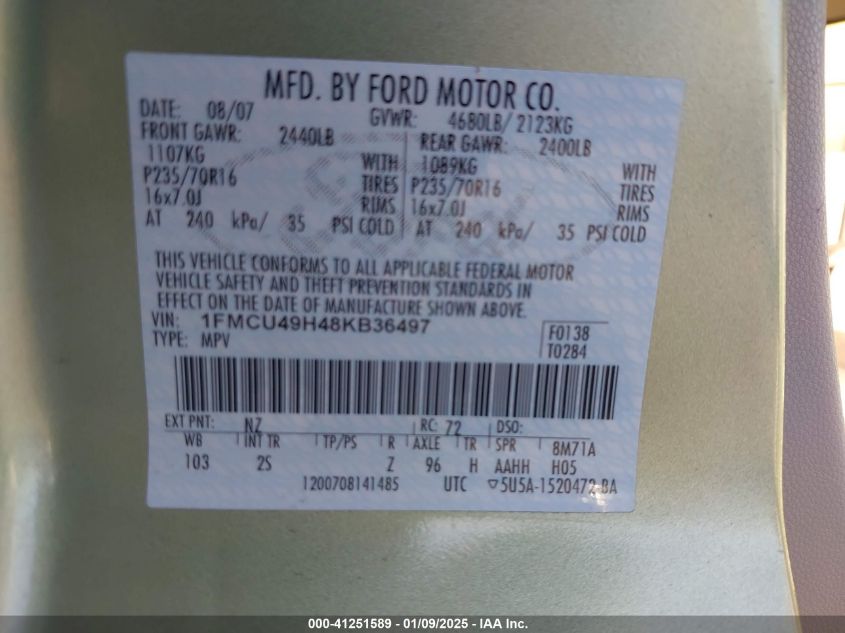 MFD. BY FORD MOTOR CO.
DATE: 08/07 GVWR: 4680LB/ 2123KG
FRONT GAWR: 2440LB REAR GAWR: 2400LB
1107KG WITH 1089KG WITH
P235/70R16 TIRES P235/70R16 TIRES
16x7.0J RIMS 16x7.0J RIMS
AT 240 kPa/ 35 PSI COLD AT 240 kPa/ 35 PSI COLD
THIS VEHICLE CONFORMS TO ALL APPLICABLE FEDERAL MOTOR
VEHICLE SAFETY AND THEFT PREVENTION STANDARDS IN
EFFECT ON THE DATE OF MANUFACTURE SHOWN ABOVE.
VIN: 1FMCU49H48KB36497 F0138
TYPE: MPV T0284
EXT PNT: NZ RC: 72 DSO:
WB INT TR TP/PS R AXLE TR SPR 8M71A
103 2S Z 96 H AAHH H05
1200708141485 UTC ▽5U5A-1520472-BA
000-41251589 - 01/09/2025 - IAA Inc.